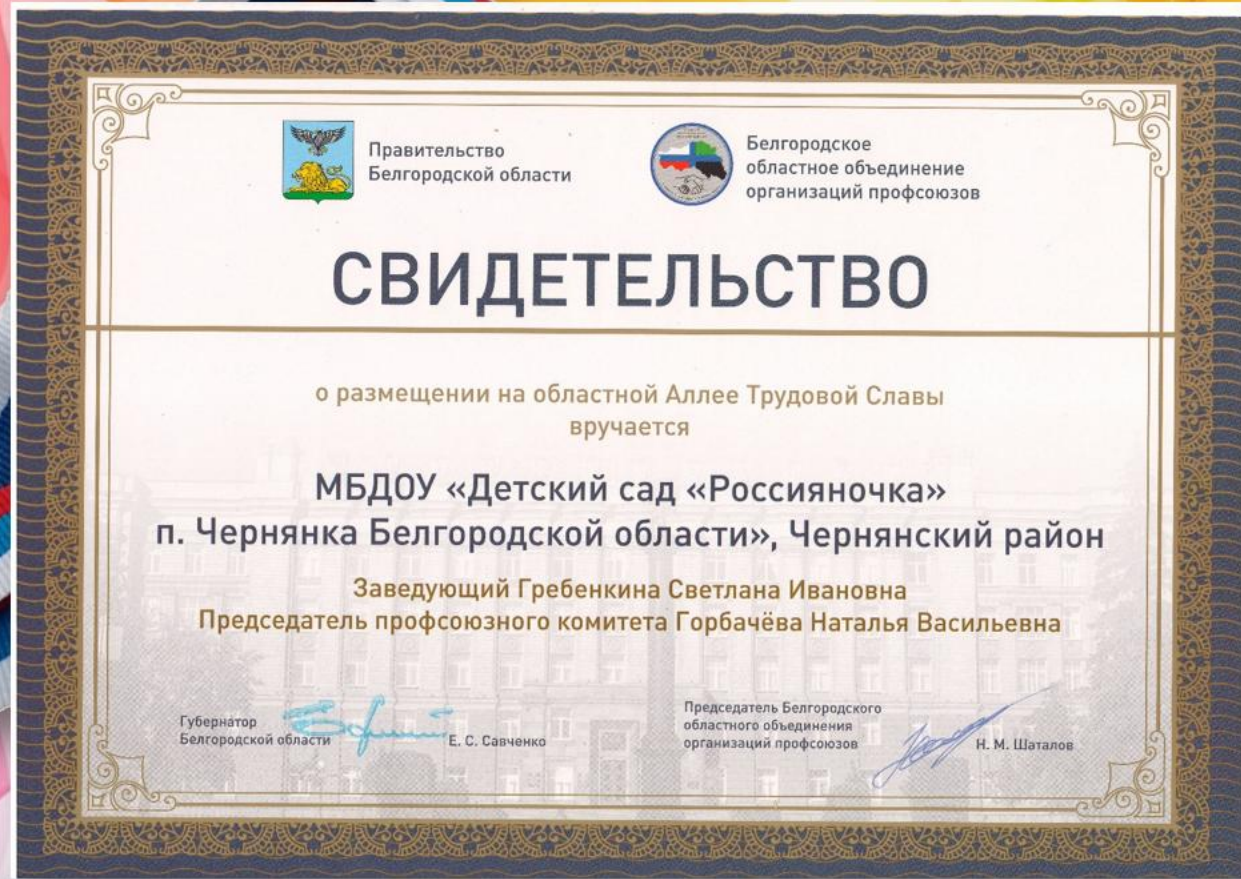 Правительство
Белгородской области
Белгородское
областное объединение
организаций профсоюзов
СВИДЕТЕЛЬСТВО
о размещении на областной Аллее Трудовой Славы
вручается
МБДОУ «Детский сад «Россияночка»
п. Чернянка Белгородской области», Чернянский район
Заведующий Гребенкина Светлана Ивановна
Председатель профсоюзного комитета Горбачёва Наталья Васильевна
Губернатор
Белгородской области
Е. С. Савченко
Председатель Белгородского
областного объединения
организаций профсоюзов
Н. М. Шаталов